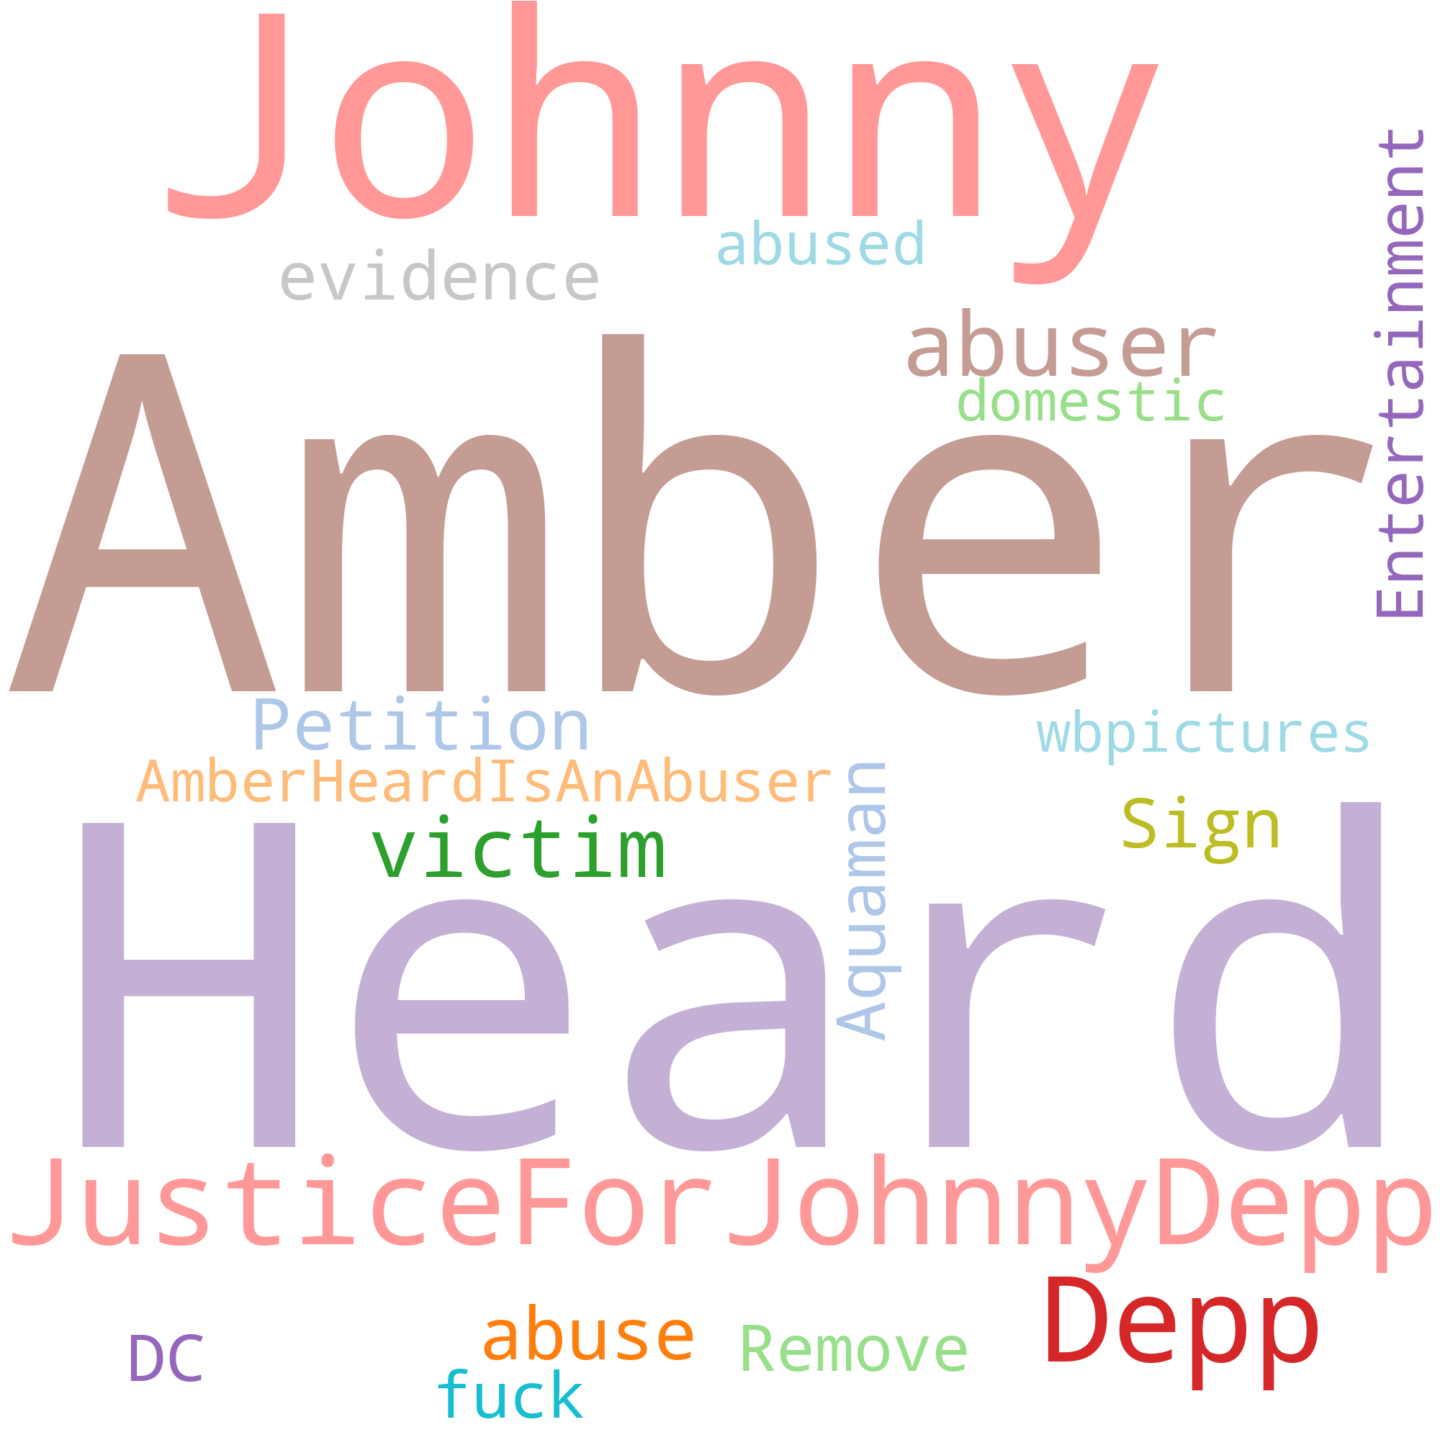 Johnny
abused
evidence
Entertainment
abuser
domestic
Amber
Petition
wbpictures
AmberHeardIsAnAbuser
Sign
victim
Aquaman
Heard
JusticeForJohnnyDepp
Depp
abuse
Remove
DC
fuck